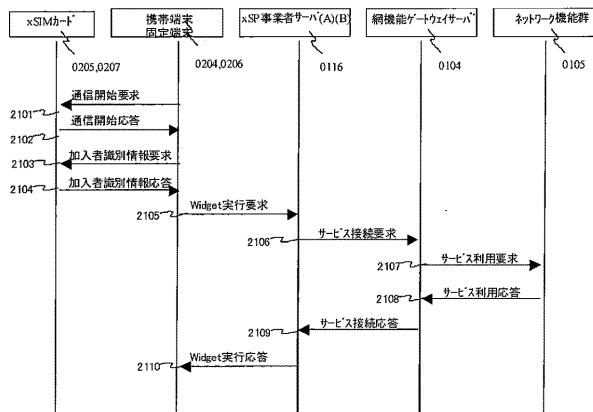 xSIMカード
携帯端末
固定端末
xSP事業者サーバ(A)(B)
網機能ゲートウェイサーバ
ネットワーク機能群
0205,0207
0204,0206
0116
0104
0105
通信開始要求
2101
通信開始応答
2102
加入者識別情報要求
2103
加入者識別情報応答
2104
Widget実行要求
2105
サービス接続要求
2106
サービス利用要求
2107
サービス利用応答
2108
サービス接続応答
2109
Widget実行応答
2110